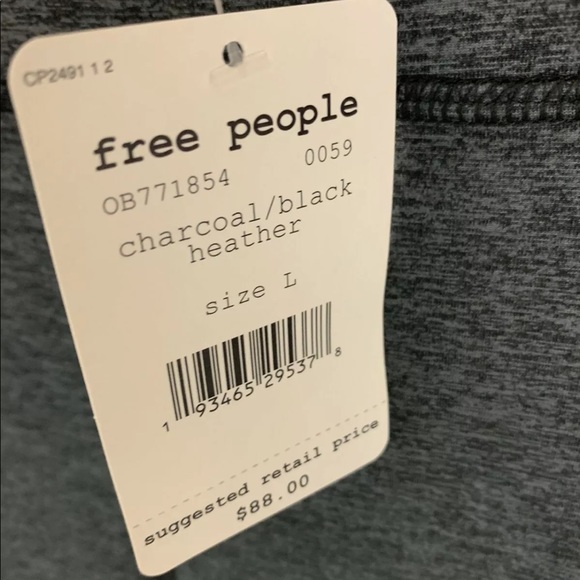 CP2491 1 2
free people
OB771854 0059
charcoal/black
heather
size L
1 93465 29537 8
suggested retail price
$88.00